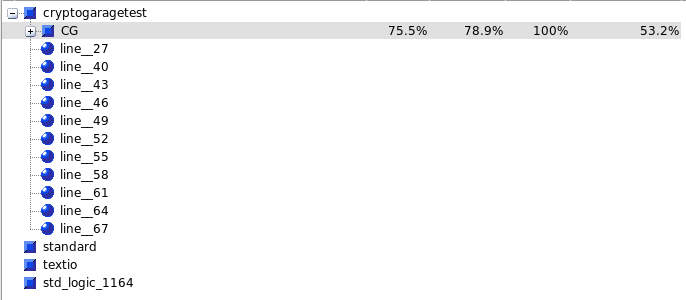 cryptogaragetest
CG 75.5% 78.9% 100% 53.2%
line__27
line__40
line__43
line__46
line__49
line__52
line__55
line__58
line__61
line__64
line__67
standard
textio
std_logic_1164